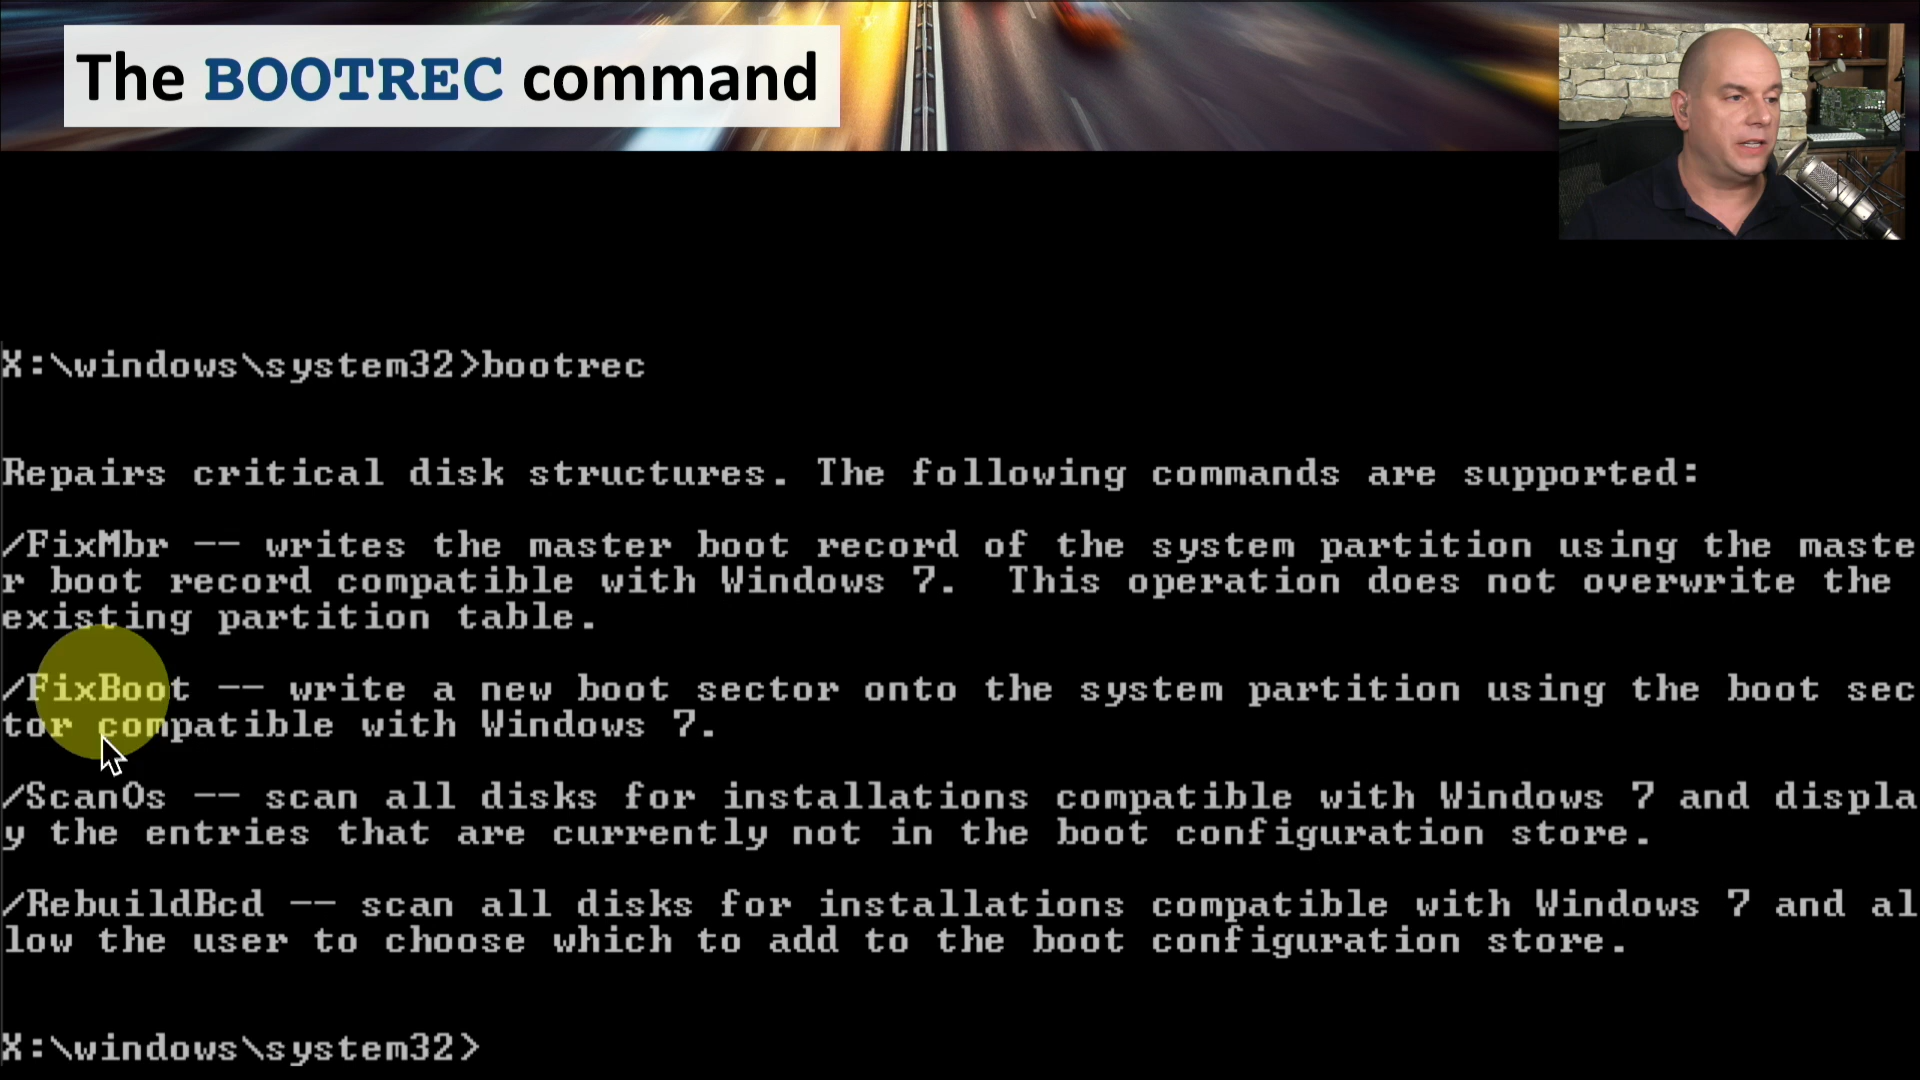 The BOOTREC command
X:\windows\system32>bootrec
Repairs critical disk structures. The following commands are supported:
/FixMbr -- writes the master boot record of the system partition using the maste
r boot record compatible with Windows 7.  This operation does not overwrite the
existing partition table.
/FixBoot -- write a new boot sector onto the system partition using the boot sec
tor compatible with Windows 7.
/ScanOs -- scan all disks for installations compatible with Windows 7 and displa
y the entries that are currently not in the boot configuration store.
/RebuildBcd -- scan all disks for installations compatible with Windows 7 and al
low the user to choose which to add to the boot configuration store.
X:\windows\system32>